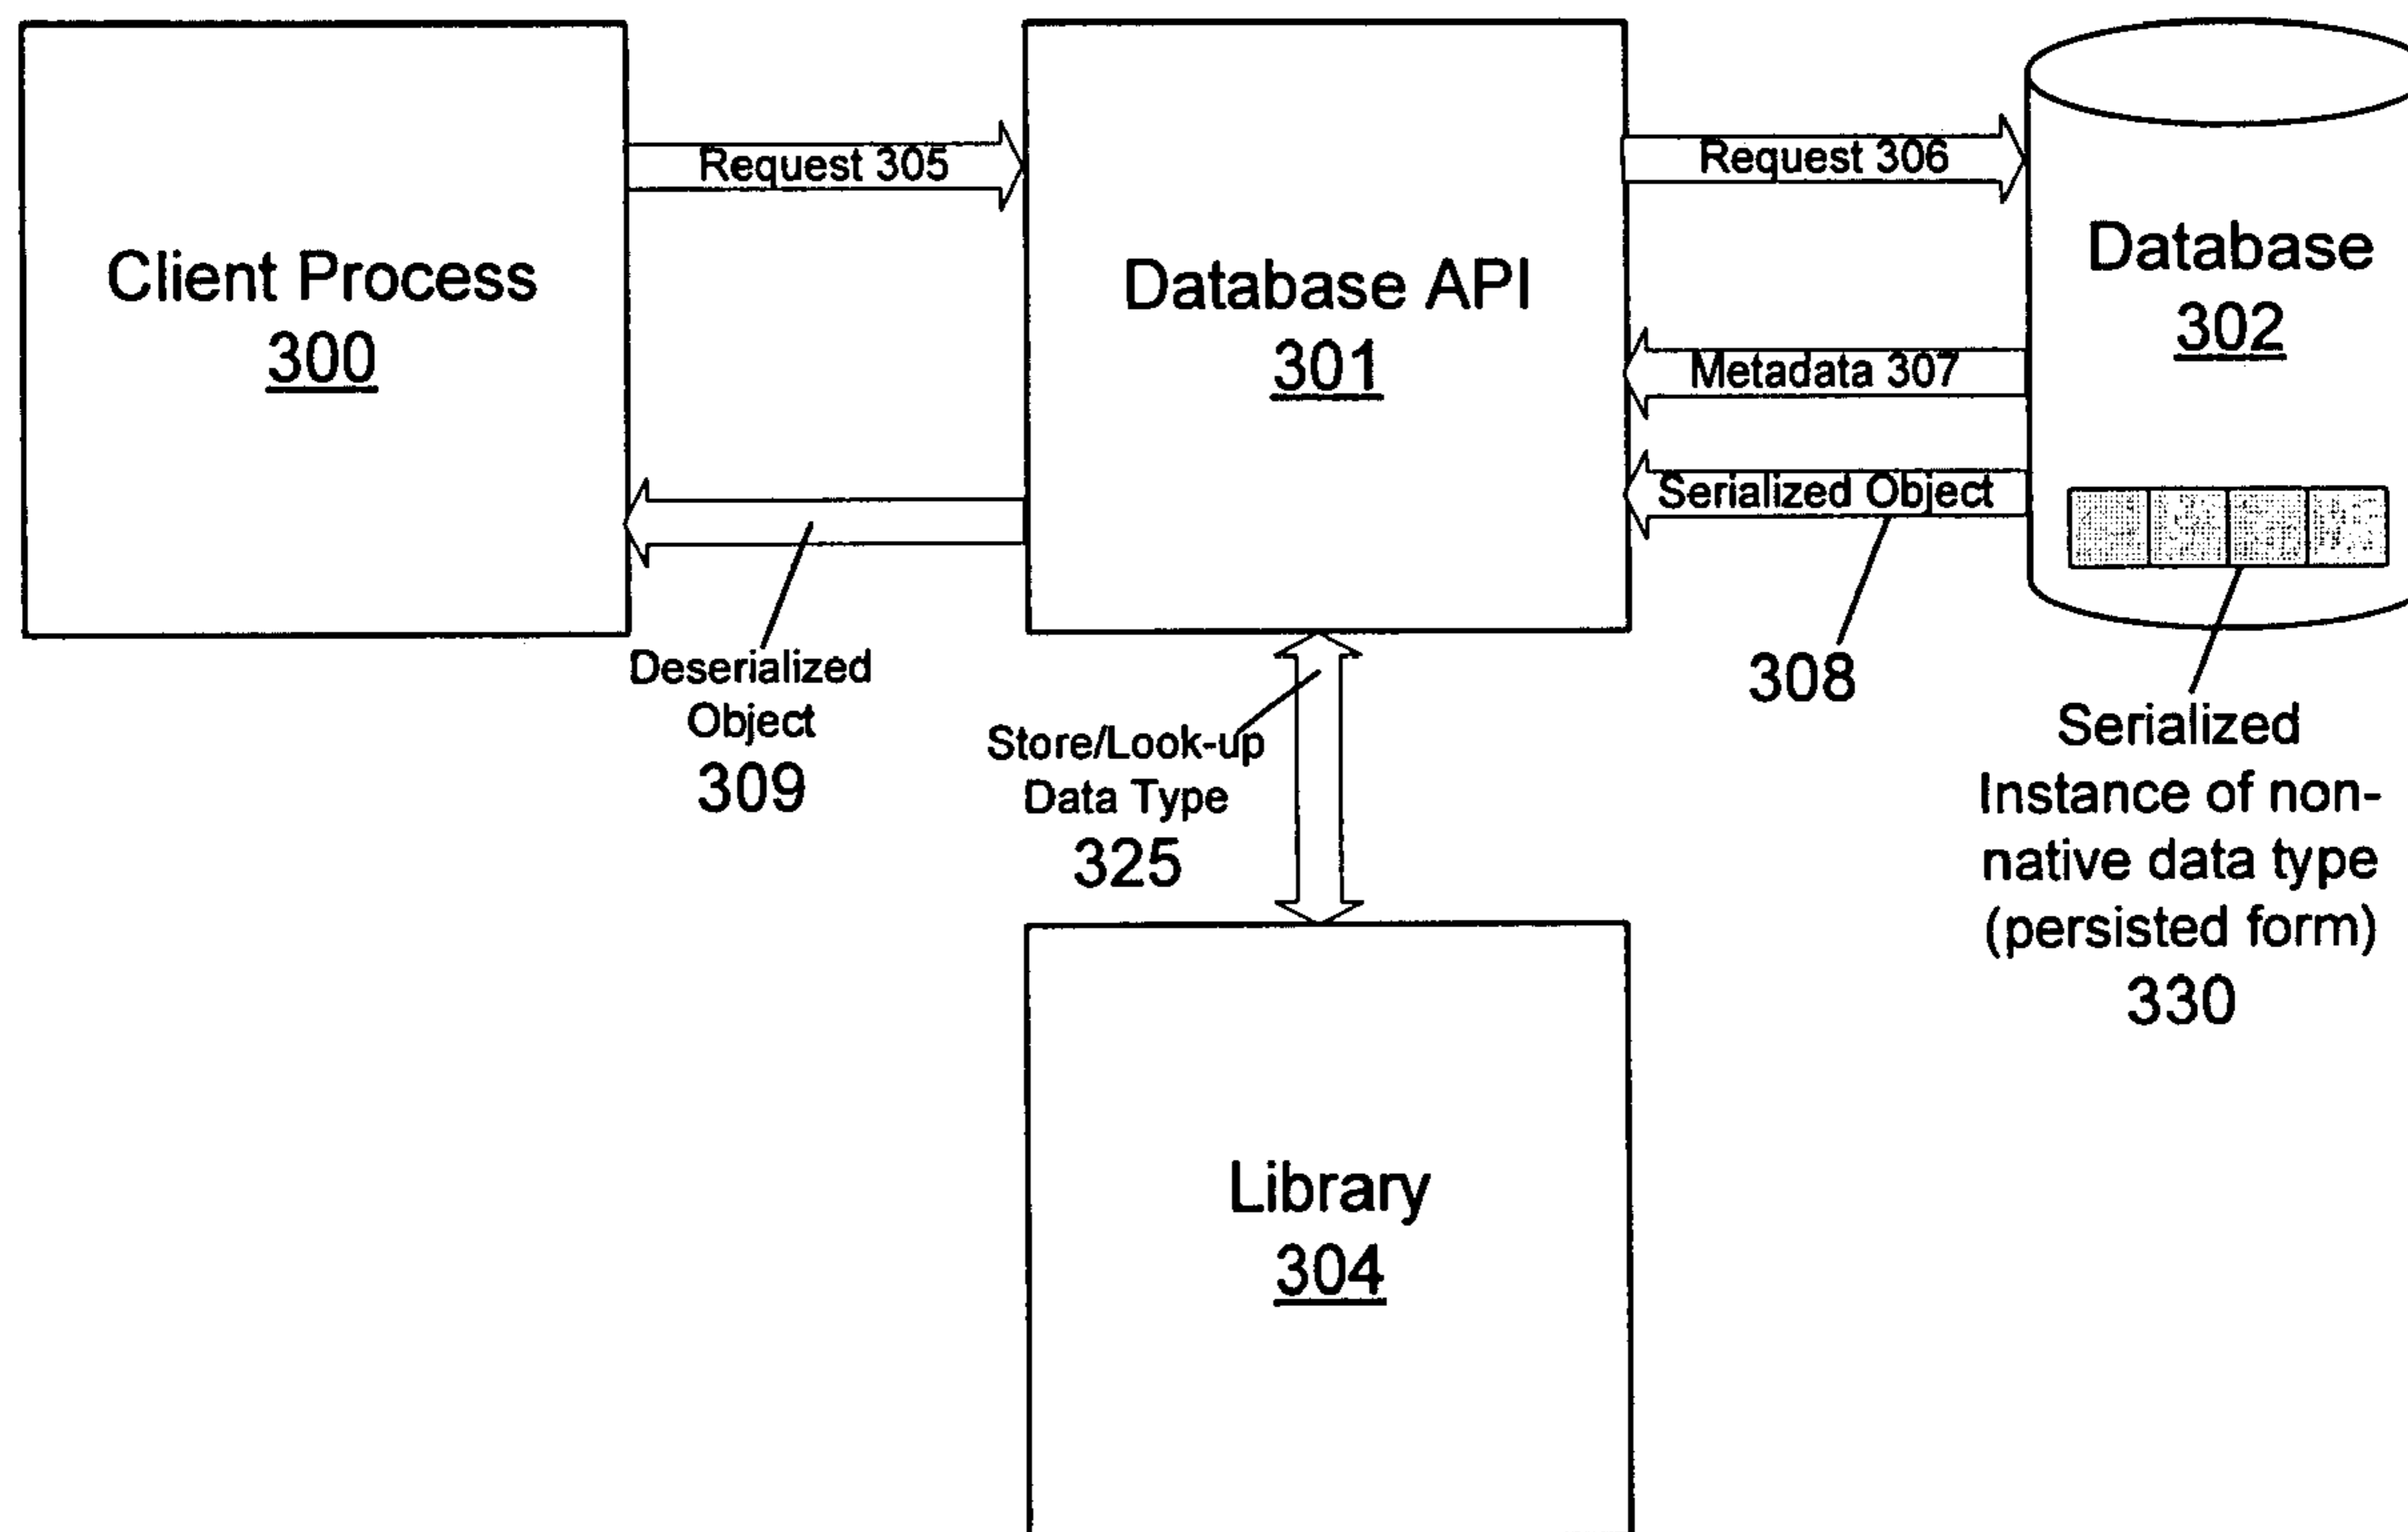 Client Process
300
Request 305
Database API
301
Request 306
Database
302
Metadata 307
Serialized Object
308
Deserialized
Object
309
Store/Look-up
Data Type
325
Serialized
Instance of non-
native data type
(persisted form)
330
Library
304